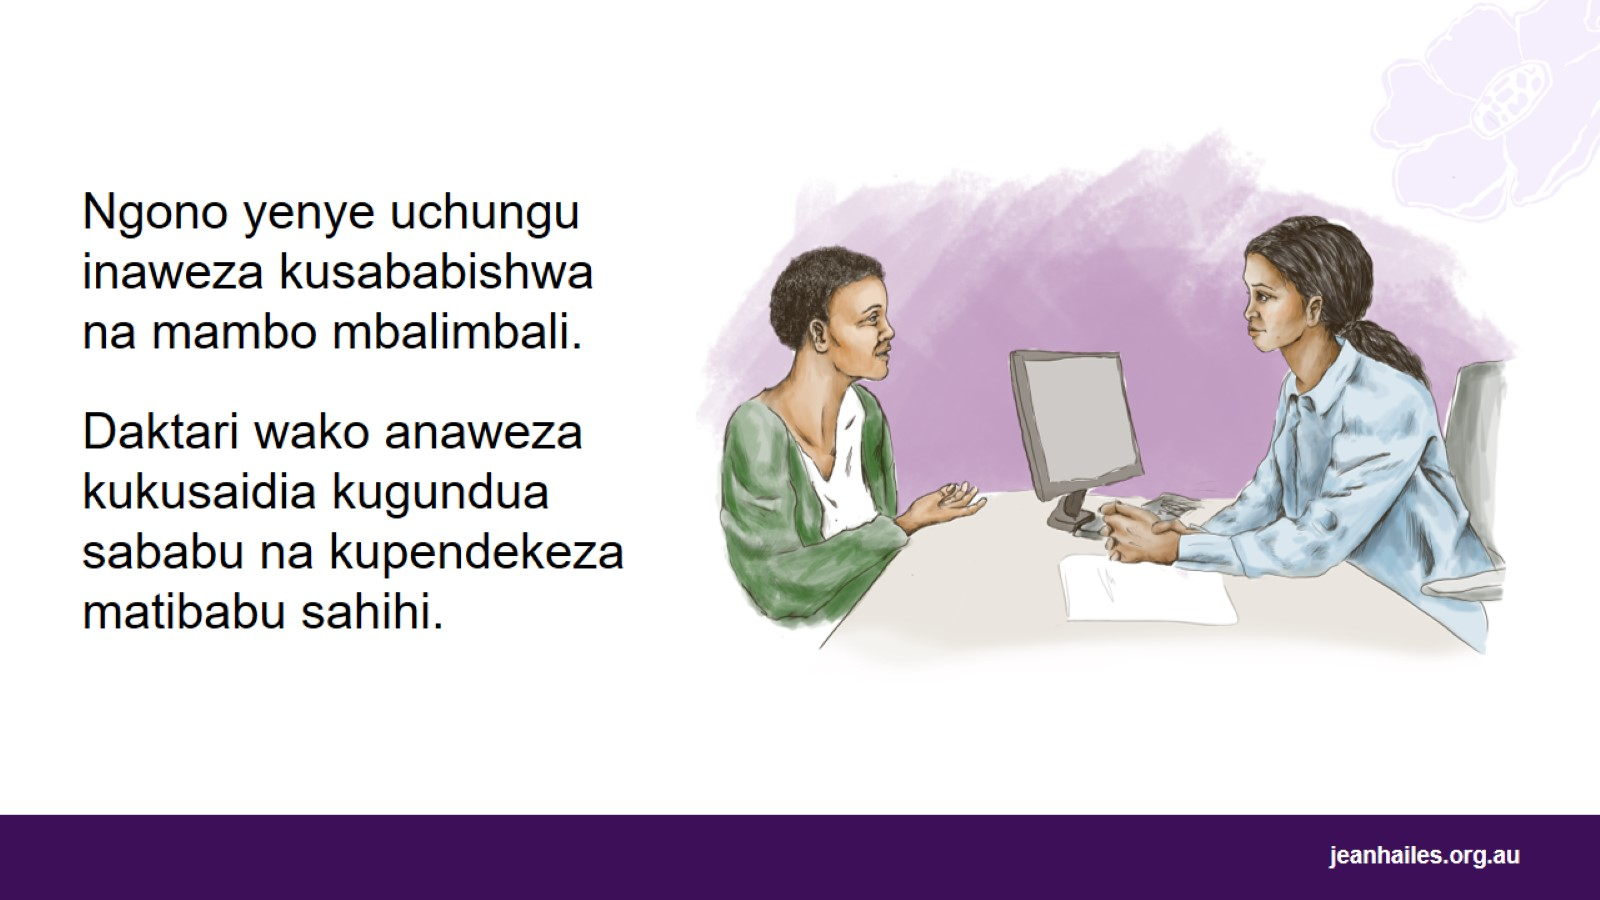 Ngono yenye uchungu
inaweza kusababishwa
na mambo mbalimbali.
Daktari wako anaweza
kukusaidia kugundua
sababu na kupendekeza
matibabu sahihi.
jeanhailes.org.au